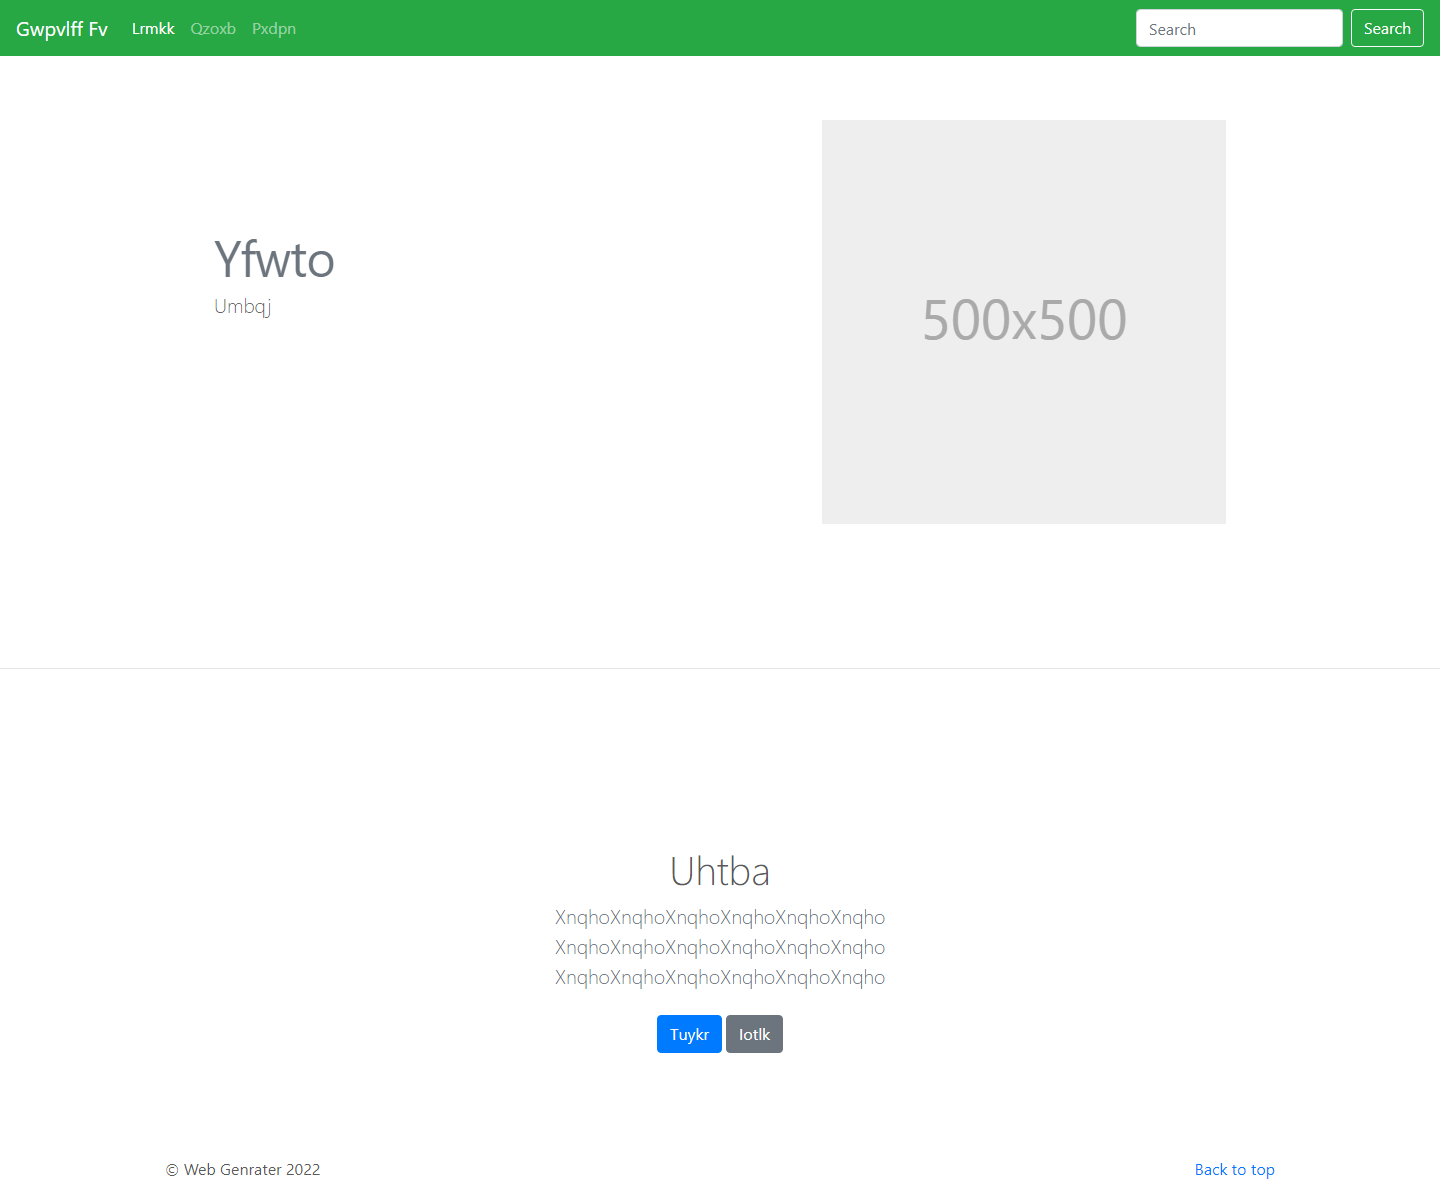 Gwpvlff Fv Lrmkk Qzoxb Pxdpn Search Search
Yfwto
Umbqj
500x500
Uhtba
XnqhoXnqhoXnqhoXnqhoXnqhoXnqho
XnqhoXnqhoXnqhoXnqhoXnqhoXnqho
XnqhoXnqhoXnqhoXnqhoXnqhoXnqho
Tuykr Iotlk
© Web Genrater 2022 Back to top